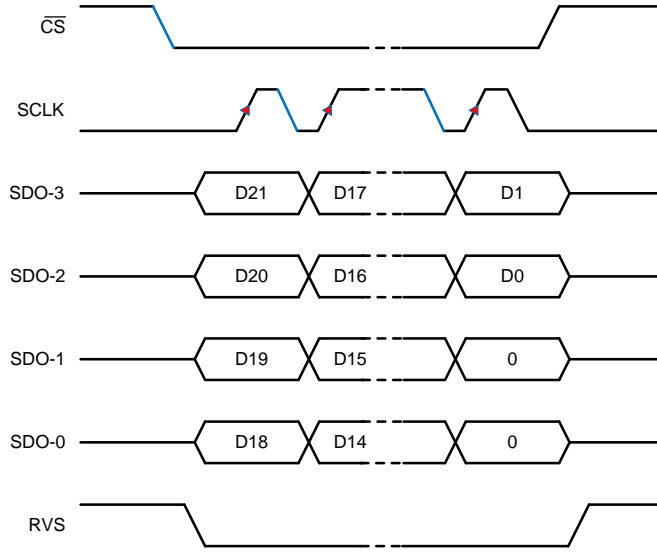 C̅S̅
SCLK
SDO-3 D21 D17 D1
SDO-2 D20 D16 D0
SDO-1 D19 D15 0
SDO-0 D18 D14 0
RVS